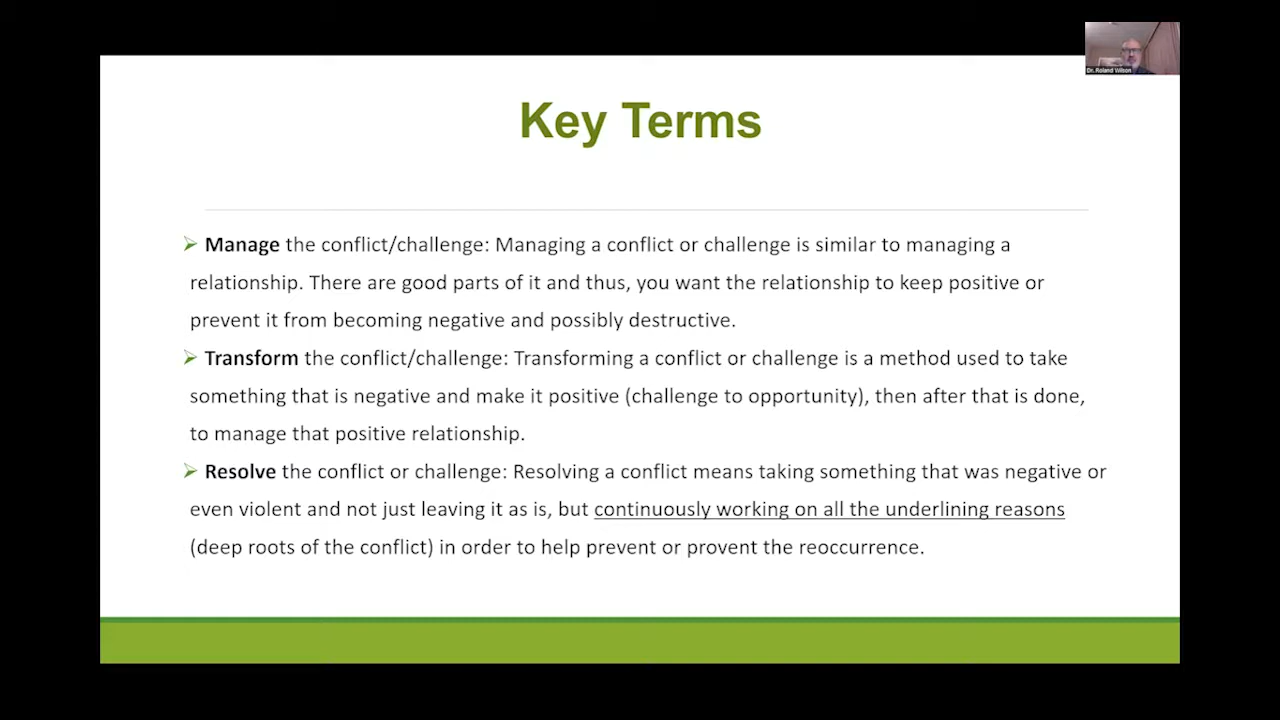 Dr. Roland Wilson
Key Terms
Manage the conflict/challenge: Managing a conflict or challenge is similar to managing a
relationship. There are good parts of it and thus, you want the relationship to keep positive or
prevent it from becoming negative and possibly destructive.
Transform the conflict/challenge: Transforming a conflict or challenge is a method used to take
something that is negative and make it positive (challenge to opportunity), then after that is done,
to manage that positive relationship.
Resolve the conflict or challenge: Resolving a conflict means taking something that was negative or
even violent and not just leaving it as is, but continuously working on all the underlining reasons
(deep roots of the conflict) in order to help prevent or provent the reoccurrence.